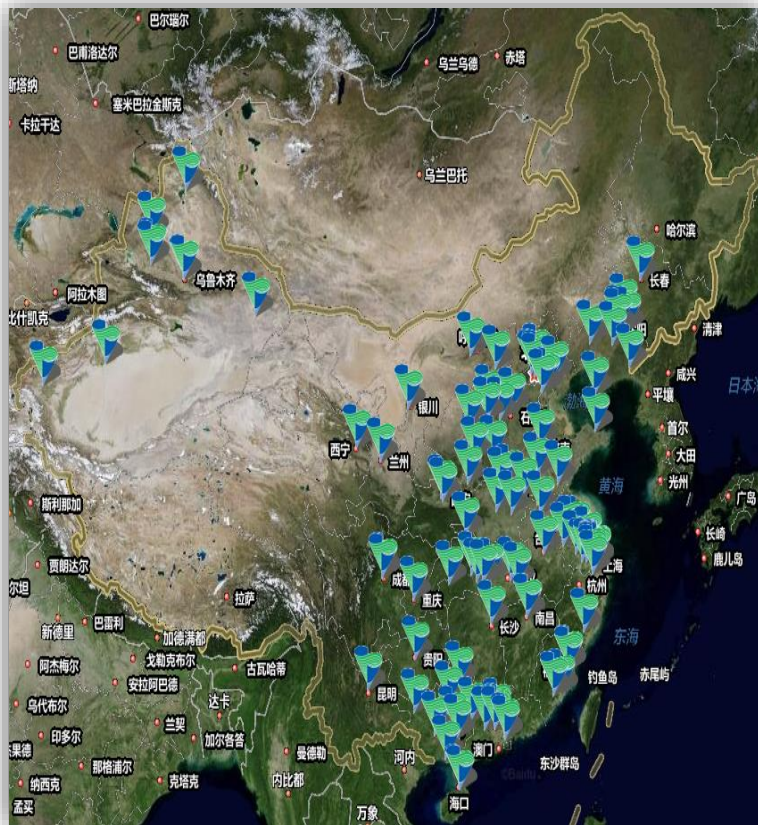 巴尔瑙尔
巴甫洛达尔
乌兰乌德
赤塔
斯塔纳
塞米巴拉金斯克
卡拉干达
乌兰巴托
哈尔滨
乌鲁木齐
长春
阿拉木图
比什凯克
清津
咸兴
日本海
银川
石
平壤
渤海
首尔
西宁
兰州
大田
黄海
光州
广岛
斯利那加
长崎
贾朗达尔
上海
鹿儿岛
成都
杭州
拉萨
重庆
新德里
巴雷利
长沙
南昌
加德满都
东海
贵阳
阿杰梅尔
戈勒克布尔
古瓦哈蒂
钓鱼岛
赤尾屿
安拉阿巴德
昆明
乌代布尔
达卡
兰契
印多尔
加尔各答
曼德勒
河内
澳门
东沙群岛
那格浦尔
纳西克
克塔克
内比都
©Baidu
海口
孟买
万象